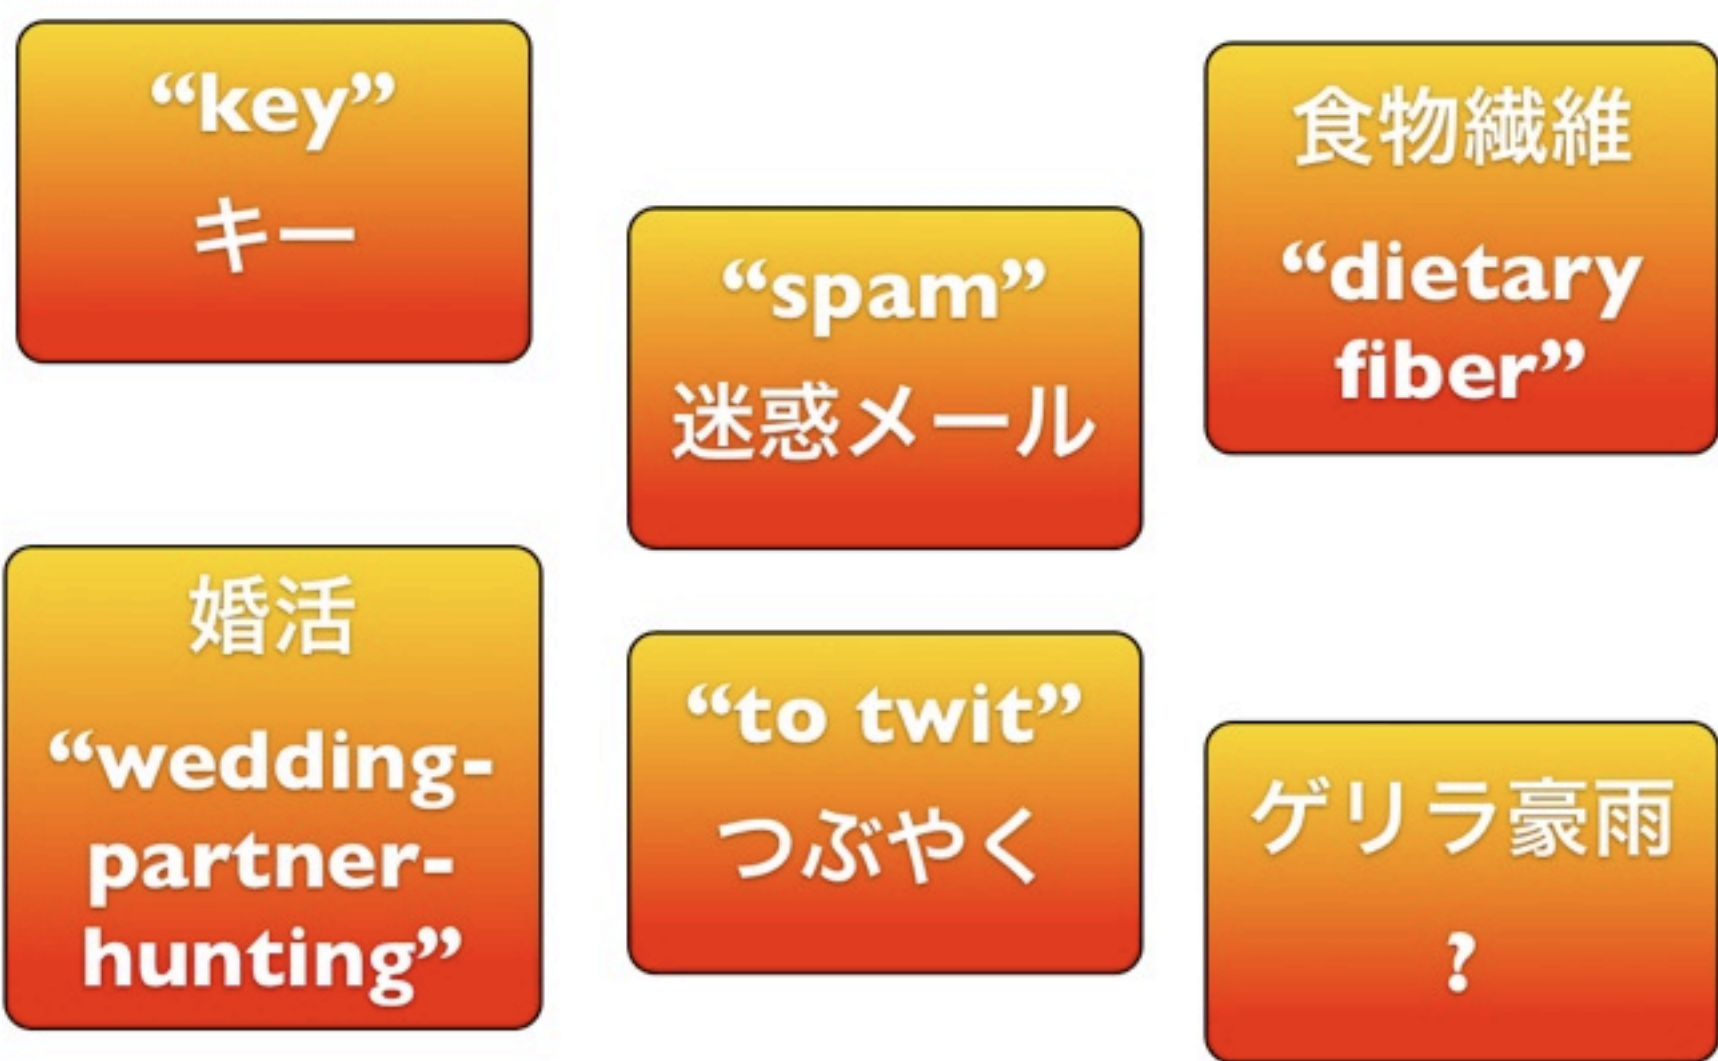 “key”
キー
“spam”
迷惑メール
食物繊維
“dietary
fiber”
婚活
“wedding-
partner-
hunting”
“to twit”
つぶやく
ゲリラ豪雨
?